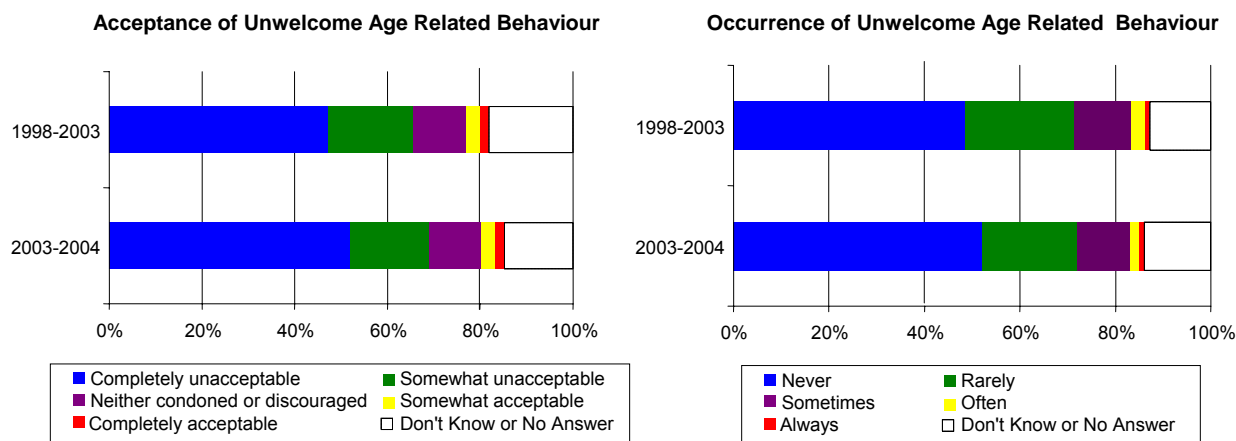 Acceptance of Unwelcome Age Related Behaviour
1998-2003
2003-2004
0% 20% 40% 60% 80% 100%
Completely unacceptable Somewhat unacceptable
Neither condoned or discouraged Somewhat acceptable
Completely acceptable Don't Know or No Answer
Occurrence of Unwelcome Age Related Behaviour
1998-2003
2003-2004
0% 20% 40% 60% 80% 100%
Never Rarely
Sometimes Often
Always Don't Know or No Answer